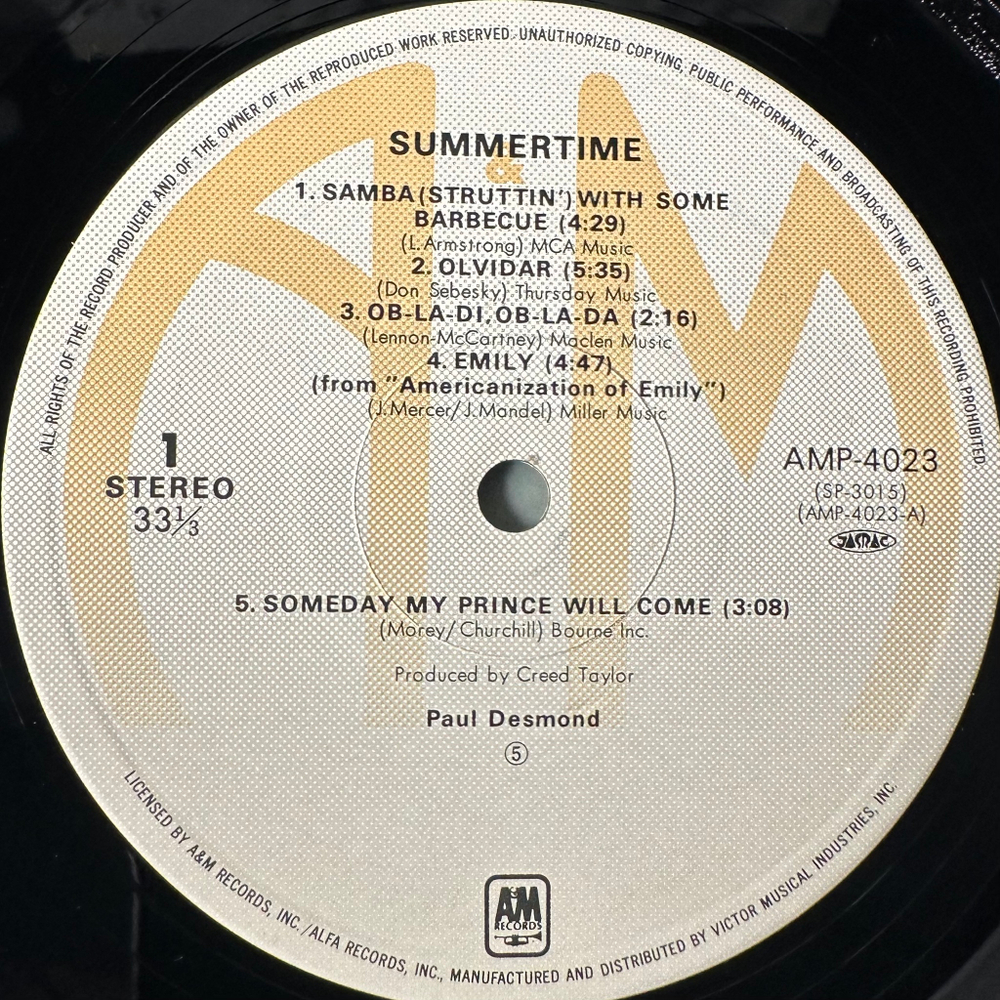 ALL RIGHTS OF THE RECORD PRODUCER AND OF THE OWNER OF THE REPRODUCED WORK RESERVED. UNAUTHORIZED COPYING, PUBLIC PERFORMANCE AND BROADCASTING OF THIS RECORDING PROHIBITED.
SUMMERTIME
&
1. SAMBA (STRUTTIN') WITH SOME
BARBECUE (4:29)
(L. Armstrong) MCA Music
2. OLVIDAR (5:35)
(Don Sebesky) Thursday Music
3. OB-LA-DI, OB-LA-DA (2:16)
(Lennon-McCartney) Maclen Music
4. EMILY (4:47)
(from "Americanization of Emily")
(J. Mercer/J. Mandel) Miller Music
1
STEREO
33⅓
AMP-4023
(SP-3015)
(AMP-4023-A)
JASRAC
5. SOMEDAY MY PRINCE WILL COME (3:08)
(Morey/Churchill) Bourne Inc.
Produced by Creed Taylor
Paul Desmond
⑤
A&M
RECORDS
LICENSED BY A&M RECORDS, INC./ALFA RECORDS, INC., MANUFACTURED AND DISTRIBUTED BY VICTOR MUSICAL INDUSTRIES, INC.